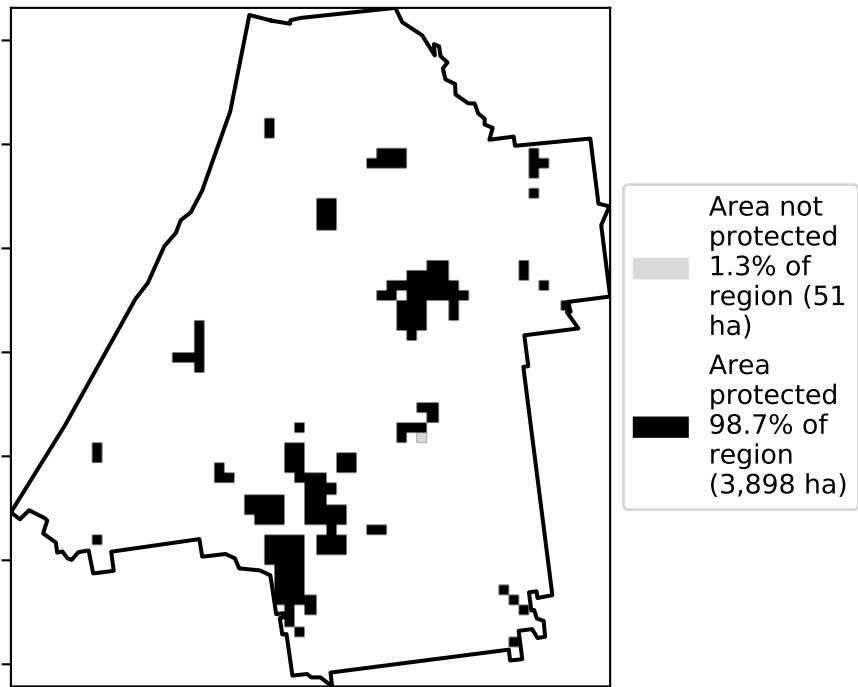 Area not
protected
1.3% of
region (51
ha)
Area
protected
98.7% of
region
(3,898 ha)